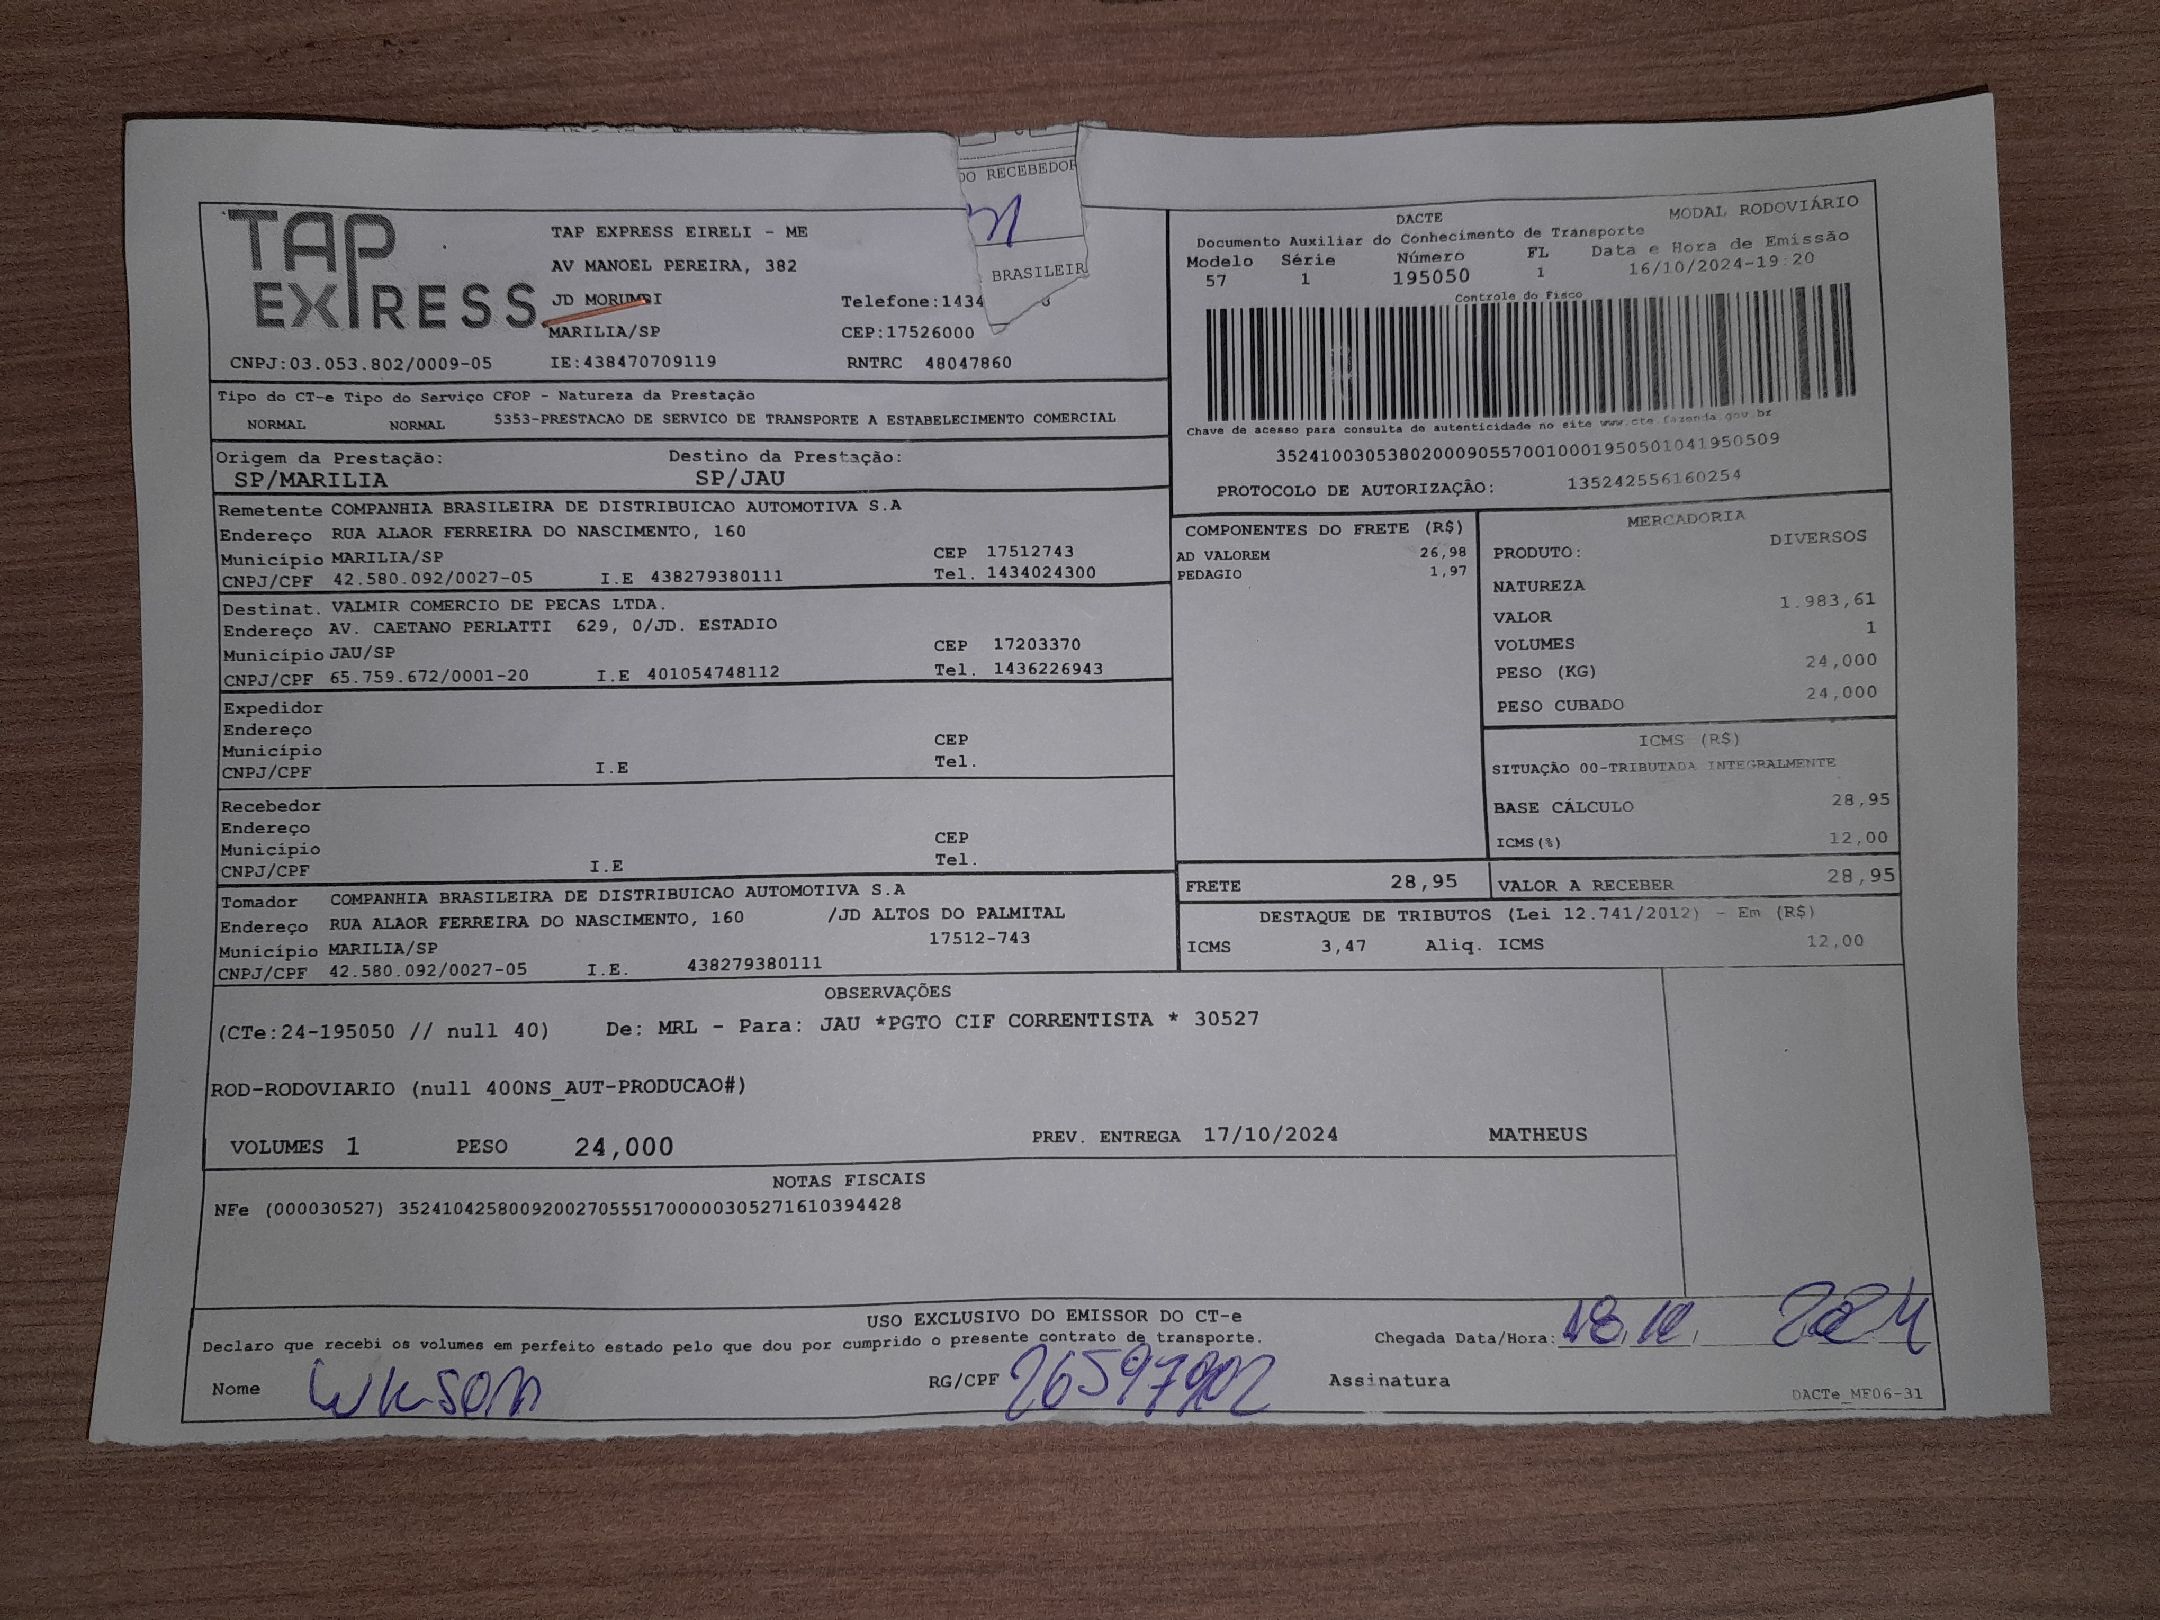 DO RECEBEDOR
BRASILEIR
TAP
EXPRESS
TAP EXPRESS EIRELI - ME
AV MANOEL PEREIRA, 382
JD MORUMBI
Telefone:1434
MARILIA/SP
CEP:17526000
CNPJ:03.053.802/0009-05
IE:438470709119
RNTRC 48047860
DACTE
MODAL RODOVIÁRIO
Documento Auxiliar do Conhecimento de Transporte
Modelo Série Número FL Data e Hora de Emissão
57 1 195050 1 16/10/2024-19:20
Controle do Fisco
Chave de acesso para consulta de autenticidade no site www.cte.fazenda.gov.br
35241003053802000905570010001950501041950509
PROTOCOLO DE AUTORIZAÇÃO: 135242556160254
Tipo do CT-e Tipo do Serviço CFOP - Natureza da Prestação
NORMAL NORMAL 5353-PRESTACAO DE SERVICO DE TRANSPORTE A ESTABELECIMENTO COMERCIAL
Origem da Prestação: Destino da Prestação:
SP/MARILIA SP/JAU
Remetente COMPANHIA BRASILEIRA DE DISTRIBUICAO AUTOMOTIVA S.A
Endereço RUA ALAOR FERREIRA DO NASCIMENTO, 160
Município MARILIA/SP CEP 17512743
CNPJ/CPF 42.580.092/0027-05 I.E 438279380111 Tel. 1434024300
Destinat. VALMIR COMERCIO DE PECAS LTDA.
Endereço AV. CAETANO PERLATTI 629, 0/JD. ESTADIO
Município JAU/SP CEP 17203370
CNPJ/CPF 65.759.672/0001-20 I.E 401054748112 Tel. 1436226943
Expedidor
Endereço
Município CEP
CNPJ/CPF I.E Tel.
Recebedor
Endereço
Município CEP
CNPJ/CPF I.E Tel.
Tomador COMPANHIA BRASILEIRA DE DISTRIBUICAO AUTOMOTIVA S.A
Endereço RUA ALAOR FERREIRA DO NASCIMENTO, 160 /JD ALTOS DO PALMITAL
Município MARILIA/SP 17512-743
CNPJ/CPF 42.580.092/0027-05 I.E. 438279380111
COMPONENTES DO FRETE (R$)
AD VALOREM 26,98
PEDAGIO 1,97
MERCADORIA
PRODUTO: DIVERSOS
NATUREZA
VALOR 1.983,61
VOLUMES 1
PESO (KG) 24,000
PESO CUBADO 24,000
ICMS (R$)
SITUAÇÃO 00-TRIBUTADA INTEGRALMENTE
BASE CÁLCULO 28,95
ICMS(%) 12,00
FRETE 28,95 VALOR A RECEBER 28,95
DESTAQUE DE TRIBUTOS (Lei 12.741/2012) - Em (R$)
ICMS 3,47 Aliq. ICMS 12,00
OBSERVAÇÕES
(CTe:24-195050 // null 40) De: MRL - Para: JAU *PGTO CIF CORRENTISTA * 30527
ROD-RODOVIARIO (null 400NS_AUT-PRODUCAO#)
VOLUMES 1 PESO 24,000 PREV. ENTREGA 17/10/2024 MATHEUS
NOTAS FISCAIS
NFe (000030527) 35241042580092002705551700000305271610394428
USO EXCLUSIVO DO EMISSOR DO CT-e
Declaro que recebi os volumes em perfeito estado pelo que dou por cumprido o presente contrato de transporte. Chegada Data/Hora: 18.10. 2024
Nome RG/CPF Assinatura
DACTe_MF06-31